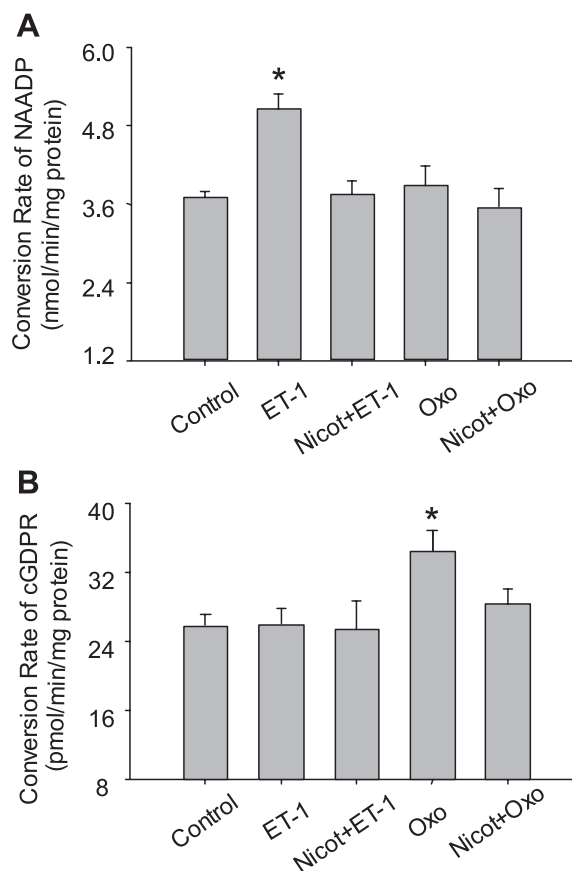 A
Conversion Rate of NAADP
(nmol/min/mg protein)
6.0
4.8
3.6
2.4
1.2
*
Control
ET-1
Nicot+ET-1
Oxo
Nicot+Oxo
B
Conversion Rate of cGDPR
(pmol/min/mg protein)
40
32
24
16
8
*
Control
ET-1
Nicot+ET-1
Oxo
Nicot+Oxo